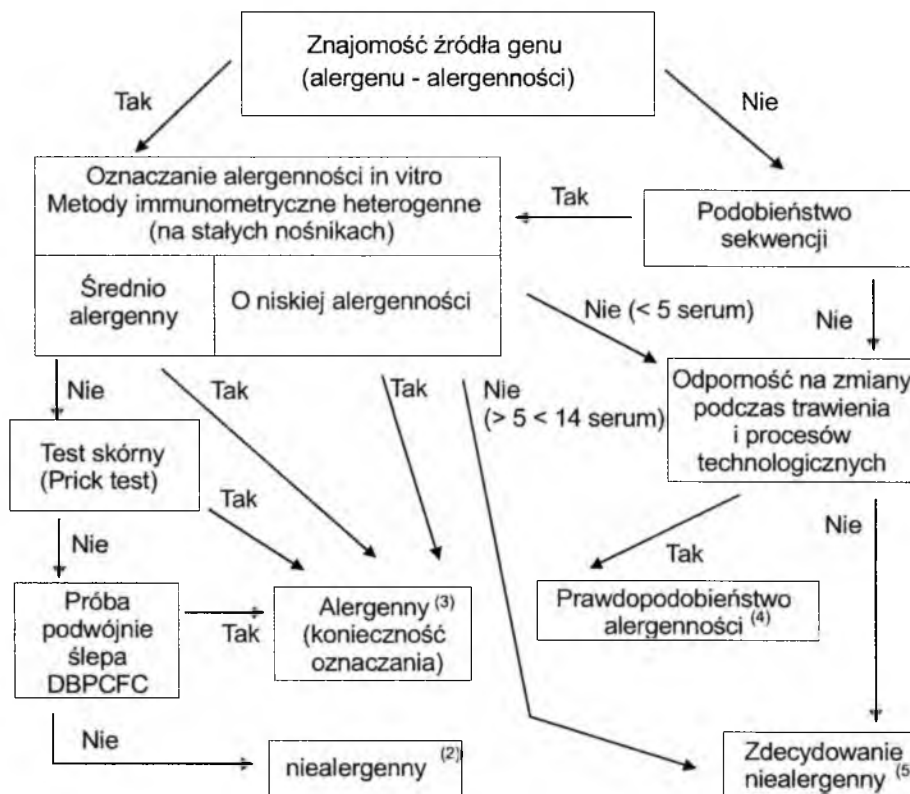 Znajomość źródła genu
(alergenu - alergenności)
Tak
Nie
Oznaczanie alergenności in vitro
Metody immunometryczne heterogenne
(na stałych nośnikach)
Tak
Podobieństwo
sekwencji
Średnio
alergenny
O niskiej alergenności
Nie (< 5 serum)
Nie
Nie
Tak
Tak
Nie
(> 5 < 14 serum)
Odporność na zmiany
podczas trawienia
i procesów
technologicznych
Test skórny
(Prick test)
Tak
Nie
Tak
Nie
Próba
podwójnie
ślepa
DBPCFC
Tak
Alergenny (3)
(konieczność
oznaczania)
Prawdopodobieństwo
alergenności (4)
Nie
niealergenny (2)
Zdecydowanie
niealergenny (5